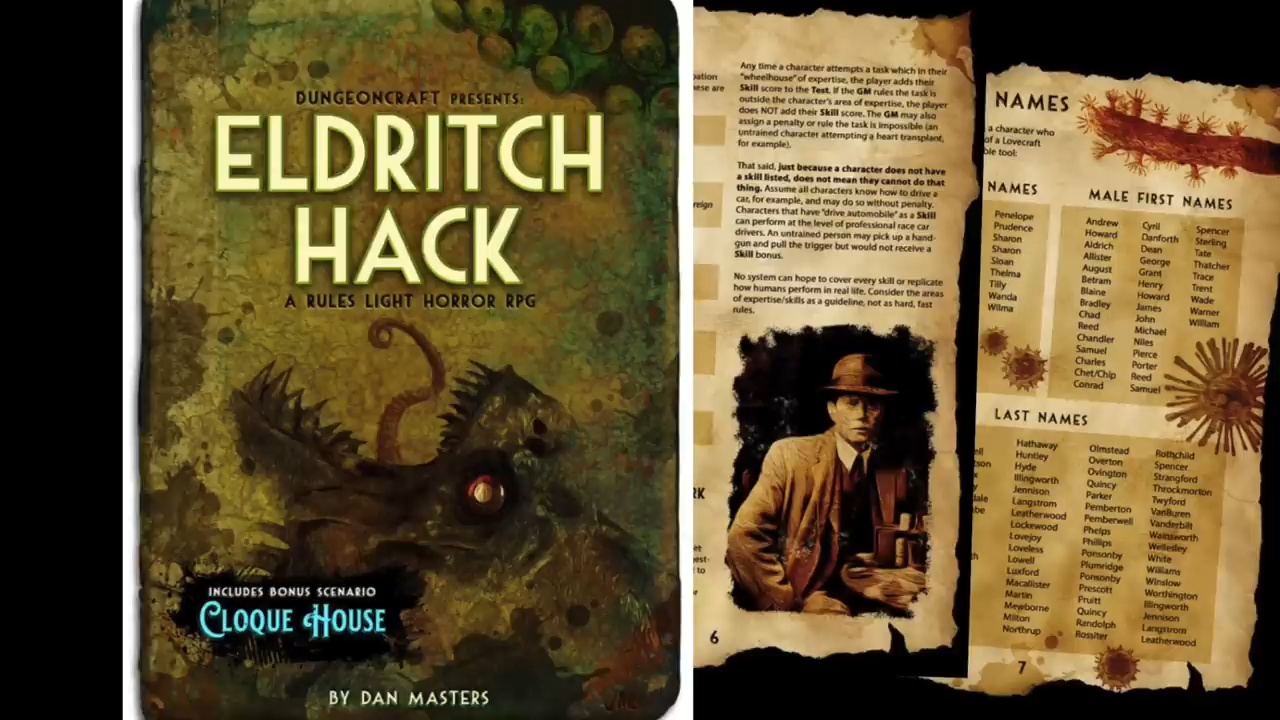 DUNGEONCRAFT PRESENTS:
ELDRITCH
HACK
A RULES LIGHT HORROR RPG
INCLUDES BONUS SCENARIO
CLOQUE HOUSE
BY DAN MASTERS
Any time a character attempts a task which in their
"wheelhouse" of expertise, the player adds their
Skill score to the Test. If the GM rules the task is
outside the character's area of expertise, the player
does NOT add their Skill score. The GM may also
assign a penalty or rule the task is impossible (an
untrained character attempting a heart transplant,
for example).
That said, just because a character does not have
a skill listed, does not mean they cannot do that
thing. Assume all characters know how to drive a
car, for example, and may do so without penalty.
Characters that have "drive automobile" as a Skill
can perform at the level of professional race car
drivers. An untrained person may pick up a hand-
gun and pull the trigger but would not receive a
Skill bonus.
No system can hope to cover every skill or replicate
how humans perform in real life. Consider the areas
of expertise/skills as a guideline, not as hard, fast
rules.
6
NAMES
a character who
of a Lovecraft
ble tool:
NAMES
Penelope
Prudence
Sharon
Sharon
Sloan
Thelma
Tilly
Wanda
Wilma
MALE FIRST NAMES
Andrew
Howard
Aldrich
Allister
August
Betram
Blaine
Bradley
Chad
Reed
Chandler
Samuel
Charles
Chet/Chip
Conrad
Cyril
Danforth
Dean
George
Grant
Henry
Howard
James
John
Michael
Niles
Pierce
Porter
Reed
Samuel
Spencer
Sterling
Tate
Thatcher
Trace
Trent
Wade
Warner
William
LAST NAMES
Hathaway
Huntley
Hyde
Illingworth
Jennison
Langstrom
Leatherwood
Lockewood
Lovejoy
Loveless
Lowell
Luxford
Macallister
Martin
Mewborne
Milton
Northrup
Olmstead
Overton
Ovington
Quincy
Parker
Pemberton
Pemberwell
Phelps
Phillips
Ponsonby
Plumridge
Ponsonby
Prescott
Pruitt
Quincy
Randolph
Rossiter
Rothchild
Spencer
Strangford
Throckmorton
Twyford
VanBuren
Vanderbilt
Wainsworth
Wellesley
White
Williams
Winslow
Worthington
Illingworth
Jennison
Langstrom
Leatherwood
7